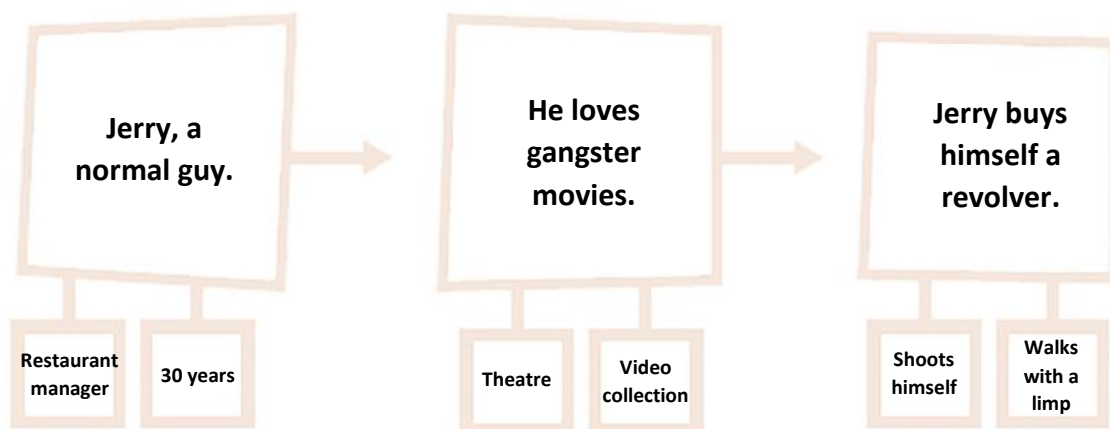 Jerry, a
normal guy.
He loves
gangster
movies.
Jerry buys
himself a
revolver.
Restaurant
manager
30 years
Theatre
Video
collection
Shoots
himself
Walks
with a
limp